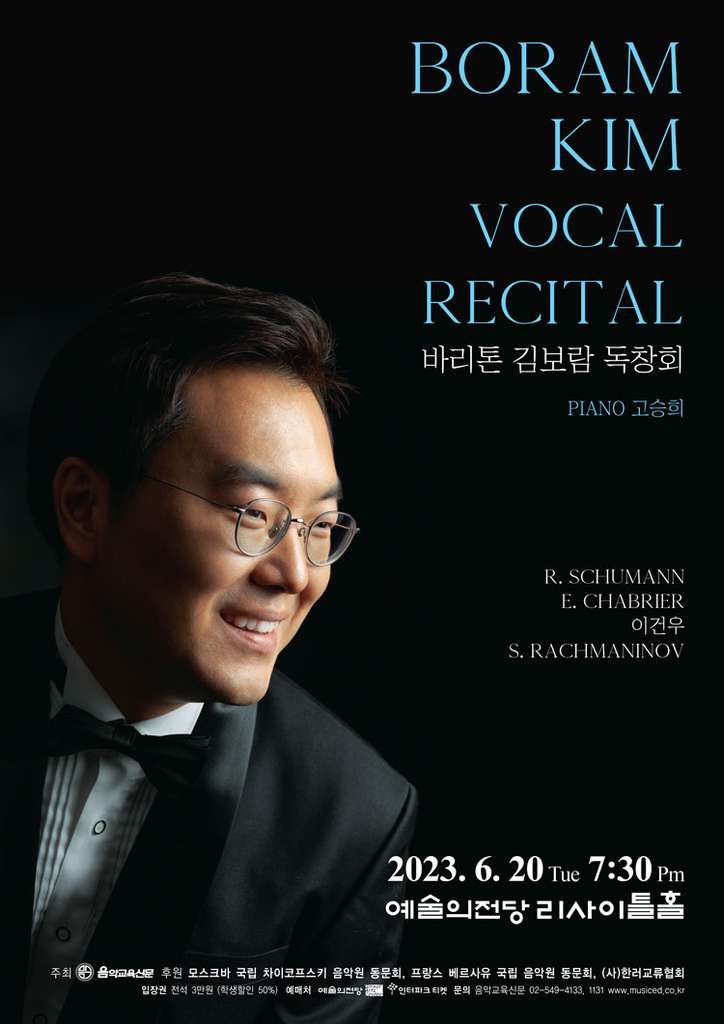 BORAM
KIM
VOCAL
RECITAL
바리톤 김보람 독창회
PIANO 고승희
R. SCHUMANN
E. CHABRIER
이건우
S. RACHMANINOV
2023. 6. 20 Tue 7:30 Pm
예술의전당 리사이틀홀
주최 음악교육신문 후원 모스크바 국립 차이코프스키 음악원 동문회, 프랑스 베르사유 국립 음악원 동문회, (사)한러교류협회
입장권 전석 3만원 (학생할인 50%) 예매처 예술의전당 인터파크 티켓 문의 음악교육신문 02-549-4133, 1131 www.musiced.co.kr